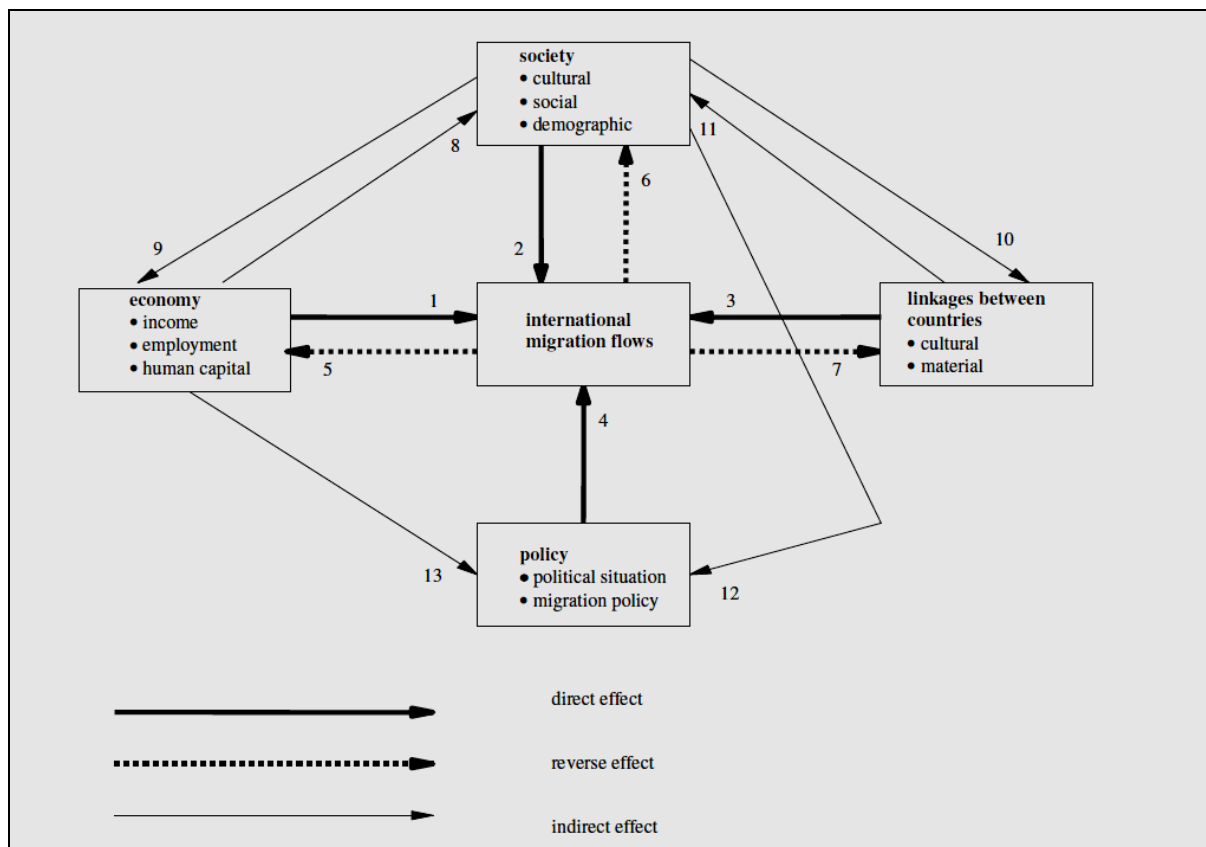 society
• cultural
• social
• demographic
11
8
6
9
2
10
economy
• income
• employment
• human capital
1
international
migration flows
3
linkages between
countries
• cultural
• material
5
7
4
policy
• political situation
• migration policy
13
12
direct effect
reverse effect
indirect effect